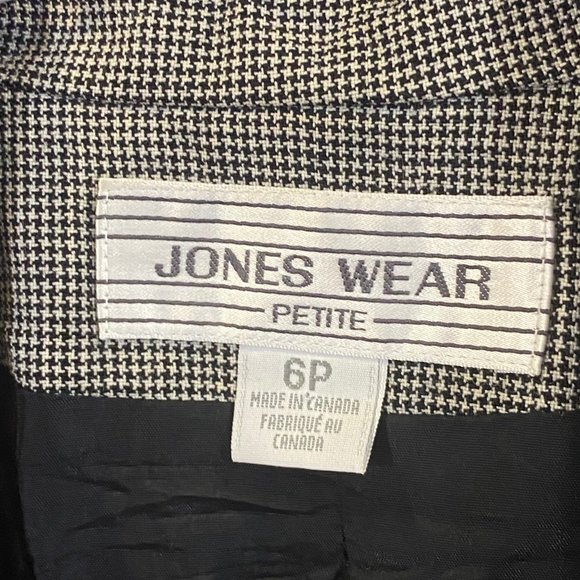 JONES WEAR
PETITE
6P
MADE IN CANADA
FABRIQUÉ AU
CANADA